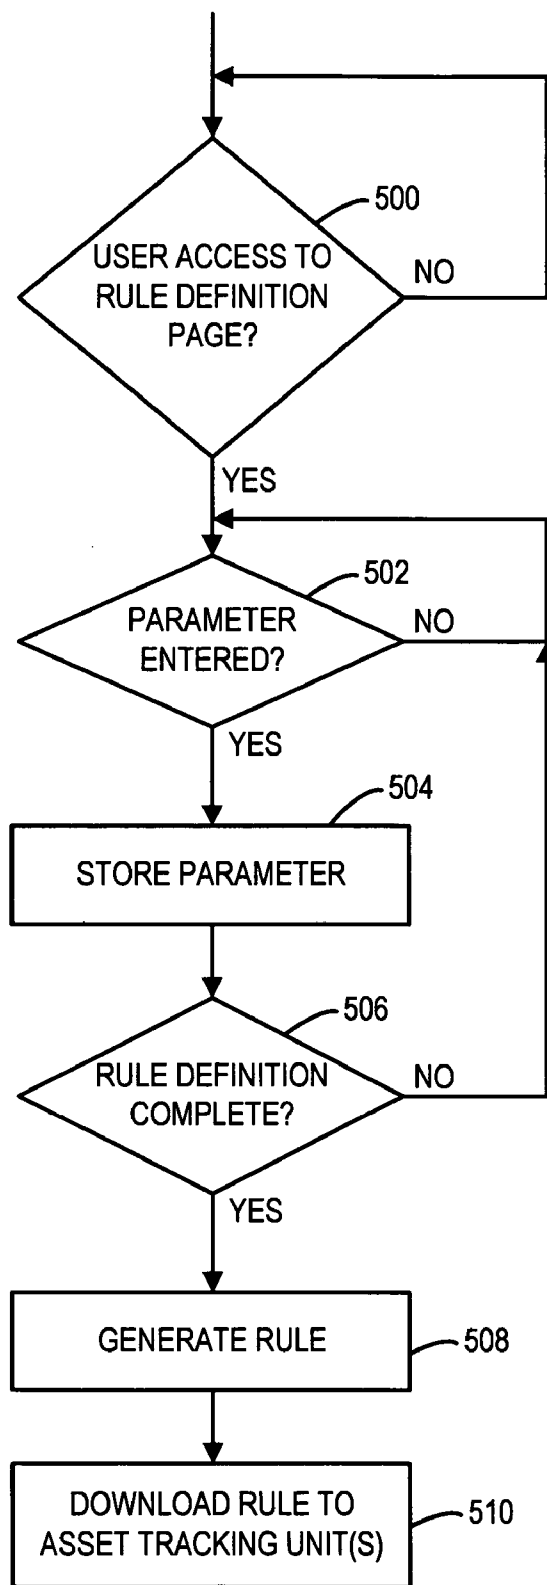 500
USER ACCESS TO
RULE DEFINITION
PAGE?
NO
YES
502
PARAMETER
ENTERED?
NO
YES
504
STORE PARAMETER
506
RULE DEFINITION
COMPLETE?
NO
YES
GENERATE RULE
508
DOWNLOAD RULE TO
ASSET TRACKING UNIT(S)
510